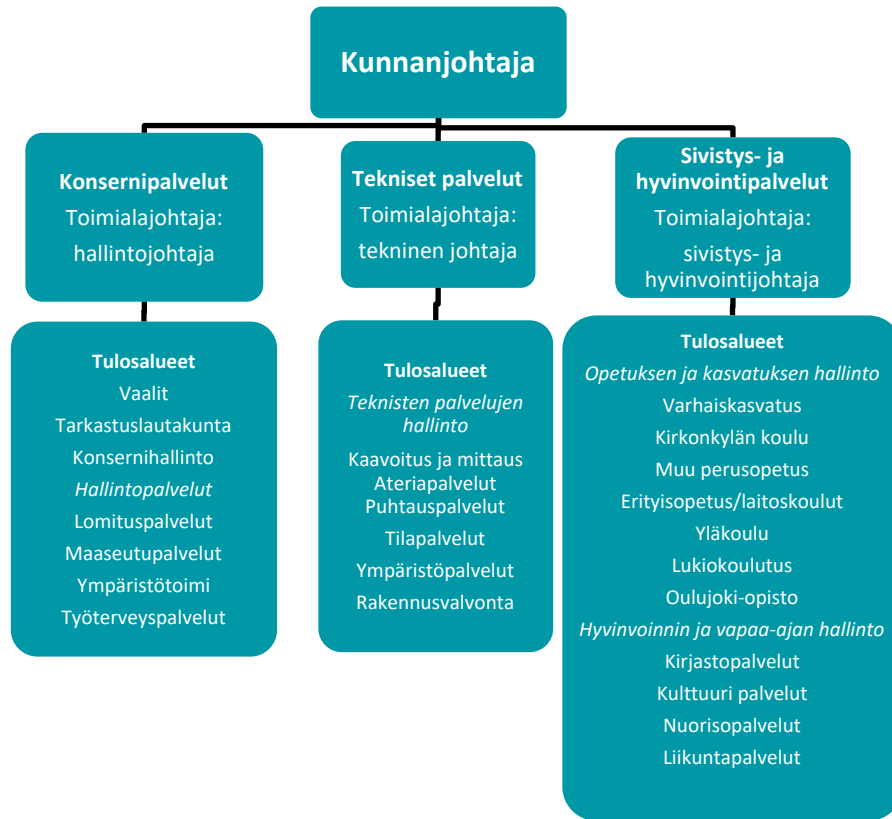 Kunnanjohtaja
Konsernipalvelut
Toimialajohtaja:
hallintojohtaja
Tekniset palvelut
Toimialajohtaja:
tekninen johtaja
Sivistys- ja
hyvinvointipalvelut
Toimialajohtaja:
sivistys- ja
hyvinvointijohtaja
Tulosalueet
Vaalit
Tarkastuslautakunta
Konsernihallinto
Hallintopalvelut
Lomituspalvelut
Maaseutupalvelut
Ympäristötoimi
Työterveyspalvelut
Tulosalueet
Teknisten palvelujen
hallinto
Kaavoitus ja mittaus
Ateriapalvelut
Puhtauspalvelut
Tilapalvelut
Ympäristöpalvelut
Rakennusvalvonta
Tulosalueet
Opetuksen ja kasvatuksen hallinto
Varhaiskasvatus
Kirkonkylän koulu
Muu perusopetus
Erityisopetus/laitoskoulut
Yläkoulu
Lukiokoulutus
Oulujoki-opisto
Hyvinvoinnin ja vapaa-ajan hallinto
Kirjastopalvelut
Kulttuuri palvelut
Nuorisopalvelut
Liikuntapalvelut